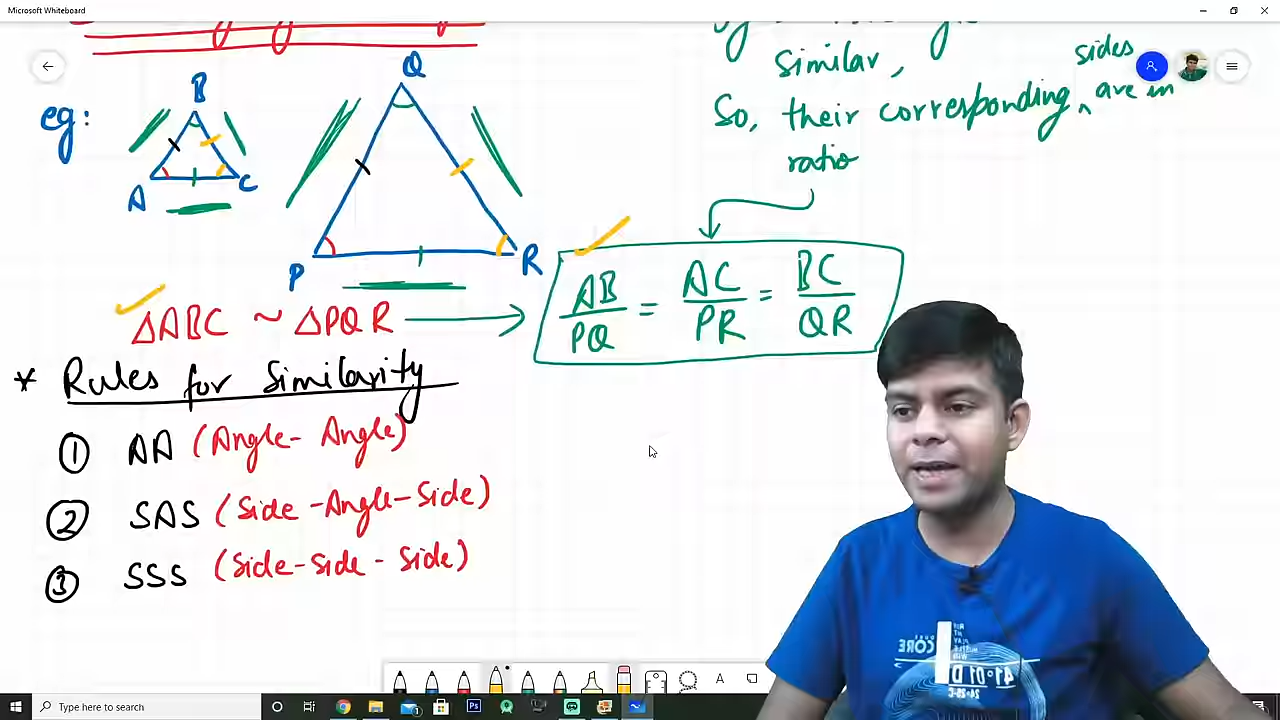 Microsoft Whiteboard
similar,
sides
So, their corresponding ^ are in
ratio
eg:
B
A
C
Q
P
R
ΔABC ~ ΔPQR
AB/PQ = AC/PR = BC/QR
* Rules for Similarity
① AA (Angle-Angle)
② SAS (Side-Angle-Side)
③ SSS (Side-Side-Side)
Type here to search